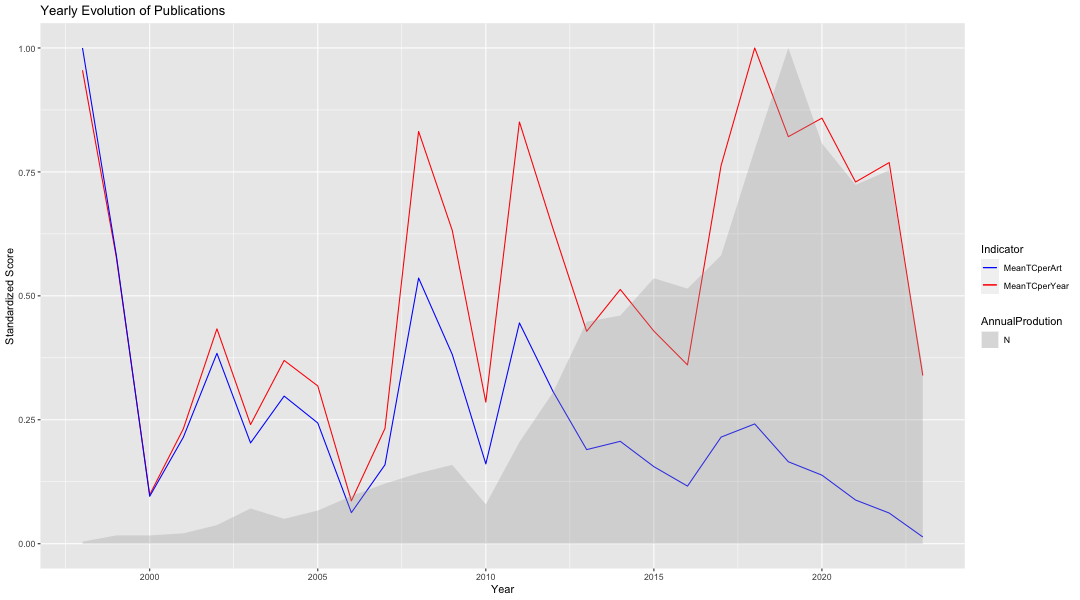 Yearly Evolution of Publications
Standardized Score
1.00
0.75
0.50
0.25
0.00
2000
2005
2010
2015
2020
Year
Indicator
MeanTCperArt
MeanTCperYear
AnnualProdution
N